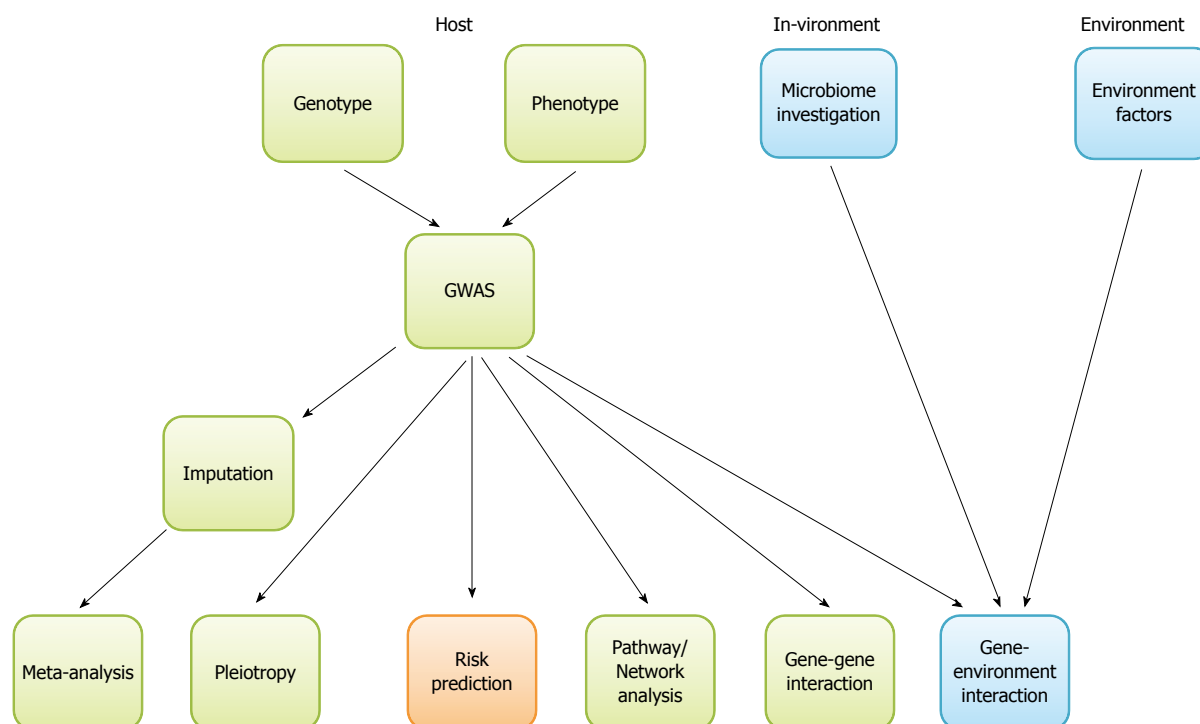 Host
In-vironment
Environment
Genotype
Phenotype
Microbiome
investigation
Environment
factors
GWAS
Imputation
Meta-analysis
Pleiotropy
Risk
prediction
Pathway/
Network
analysis
Gene-gene
interaction
Gene-
environment
interaction